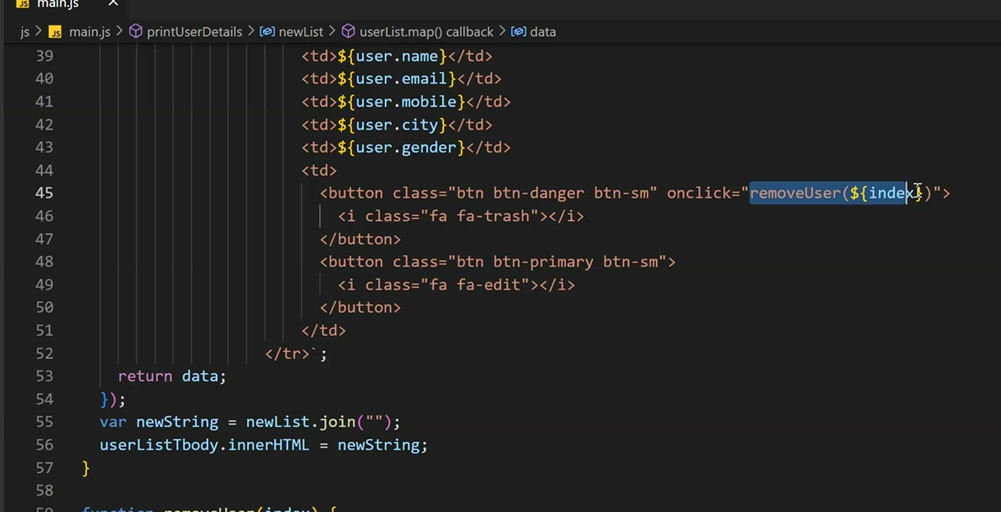 main.js
js > JS main.js > printUserDetails > newList > userList.map() callback > data
39 <td>${user.name}</td>
40 <td>${user.email}</td>
41 <td>${user.mobile}</td>
42 <td>${user.city}</td>
43 <td>${user.gender}</td>
44 <td>
45 <button class="btn btn-danger btn-sm" onclick="removeUser(${index})">
46 <i class="fa fa-trash"></i>
47 </button>
48 <button class="btn btn-primary btn-sm">
49 <i class="fa fa-edit"></i>
50 </button>
51 </td>
52 </tr>`;
53 return data;
54 });
55 var newString = newList.join("");
56 userListTbody.innerHTML = newString;
57 }
58
59 function removeUser(index) {